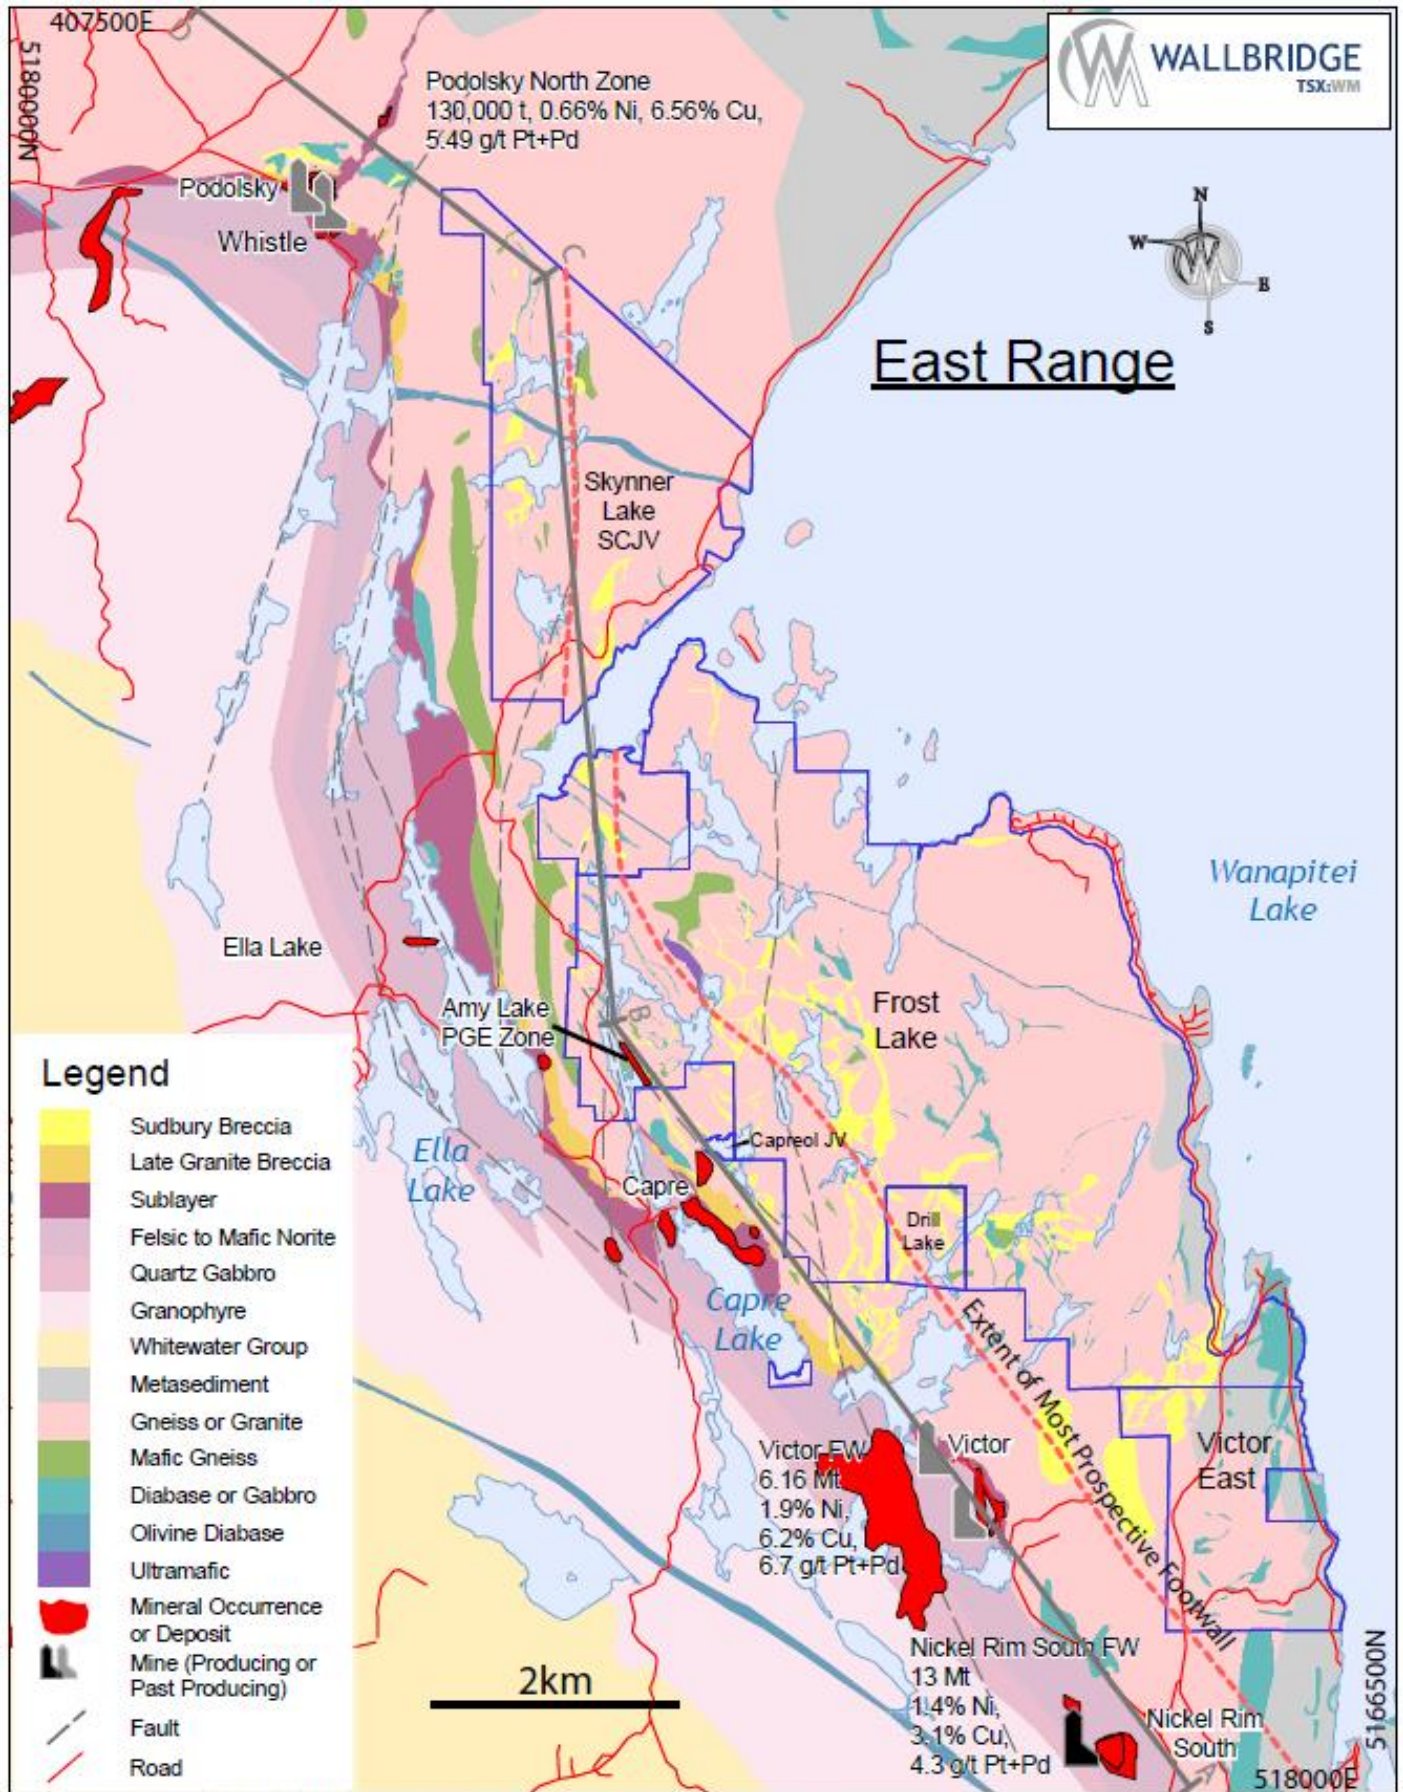 407500E
5180000N
WALLBRIDGE
TSX:WM
Podolsky North Zone
130,000 t, 0.66% Ni, 6.56% Cu,
5.49 g/t Pt+Pd
Podolsky
Whistle
D
C
C
N
W
E
S
East Range
Skynner
Lake
SCJV
Wanapitei
Lake
Ella Lake
Frost
Lake
Amy Lake
PGE Zone
B
Ella
Lake
Capreol JV
Capre
Drill
Lake
Capre
Lake
Extent of Most Prospective Footwall
Victor FW
6.16 Mt
1.9% Ni,
6.2% Cu,
6.7 g/t Pt+Pd
Victor
Victor
East
Nickel Rim South FW
13 Mt
1.4% Ni,
3.1% Cu,
4.3 g/t Pt+Pd
Nickel Rim
South
A
5166500N
518000E
2km
Legend
Sudbury Breccia
Late Granite Breccia
Sublayer
Felsic to Mafic Norite
Quartz Gabbro
Granophyre
Whitewater Group
Metasediment
Gneiss or Granite
Mafic Gneiss
Diabase or Gabbro
Olivine Diabase
Ultramafic
Mineral Occurrence
or Deposit
Mine (Producing or
Past Producing)
Fault
Road